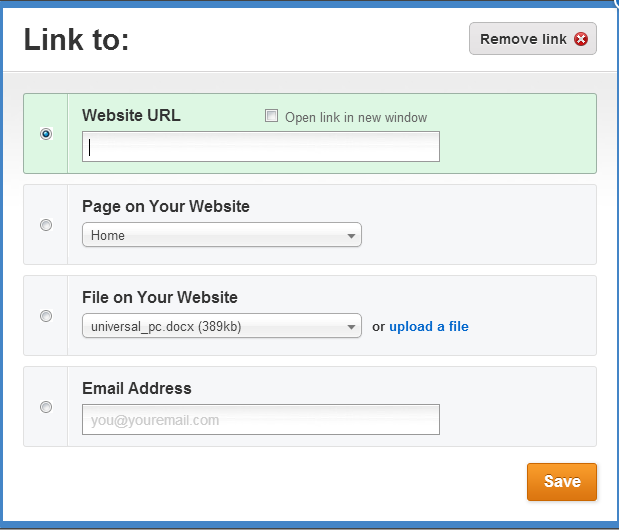 Link to:
Remove link
Website URL
Open link in new window
Page on Your Website
Home
File on Your Website
universal_pc.docx (389kb)
or upload a file
Email Address
you@youremail.com
Save